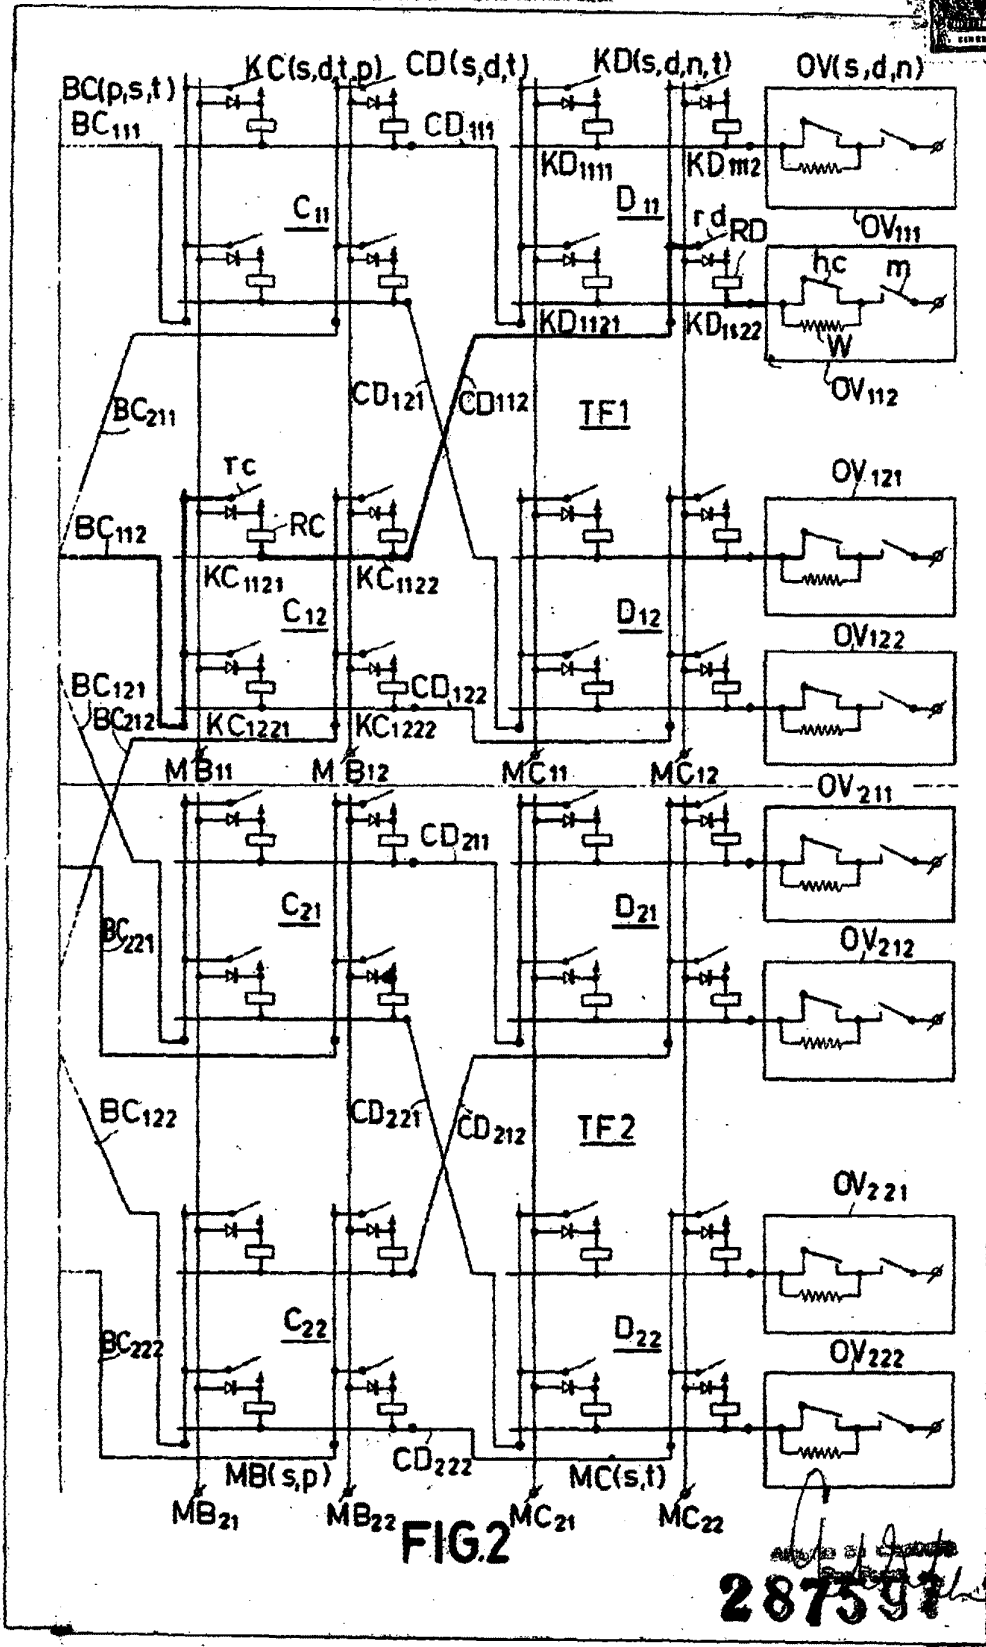 BC(p,s,t) KC(s,d,t,p) CD(s,d,t) KD(s,d,n,t) OV(s,d,n)
BC111 CD111
KD1111 KD1112
C11 D11
rd RD OV111
hc m
KD1121 KD1122 W
OV112
BC211 CD121 CD112 TF1
rc OV121
BC112 RC
KC1121 KC1122
C12 D12
OV122
BC121 CD122
BC212 KC1221 KC1222
MB11 MB12 MC11 MC12
OV211
CD211
C21 D21
BC221 OV212
BC122 CD221 CD212 TF2
OV221
C22 D22
BC222 OV222
CD222
MB(s,p) MC(s,t)
MB21 MB22 MC21 MC22
FIG.2
287597